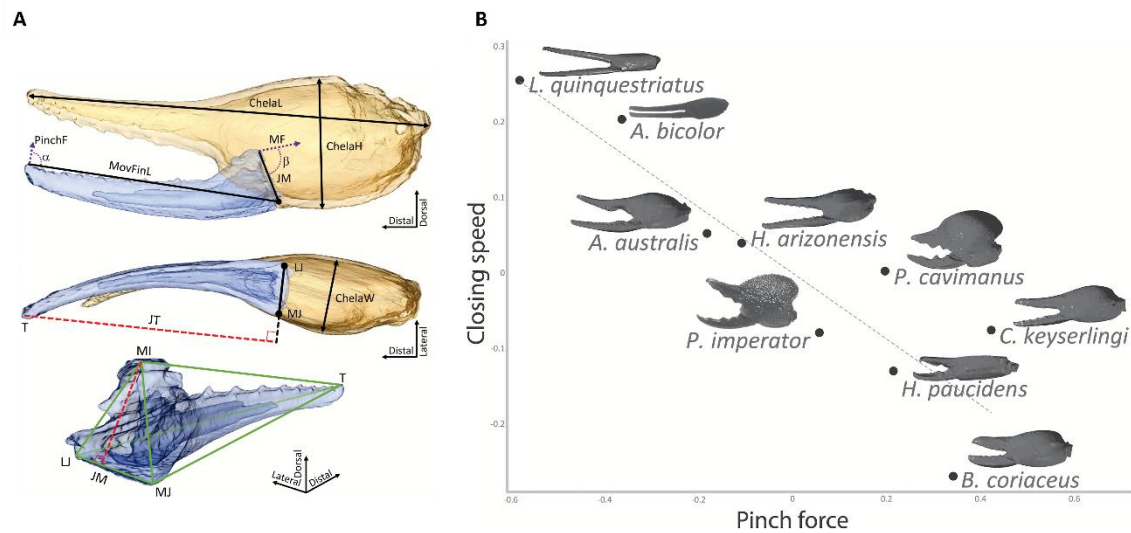 A
ChelaL
PinchF
α
MF
β
JM
ChelaH
MovFinL
Distal
Dorsal
LJ
ChelaW
MJ
T
JT
Distal
Lateral
MI
T
LJ
JM
MJ
Lateral
Dorsal
Distal
B
0.3
L. quinquestriatus
0.2
A. bicolor
0.1
A. australis
H. arizonensis
P. cavimanus
0
Closing speed
P. imperator
C. keyserlingi
-0.1
H. paucidens
-0.2
B. coriaceus
-0.6
-0.4
-0.2
0
0.2
0.4
0.6
Pinch force